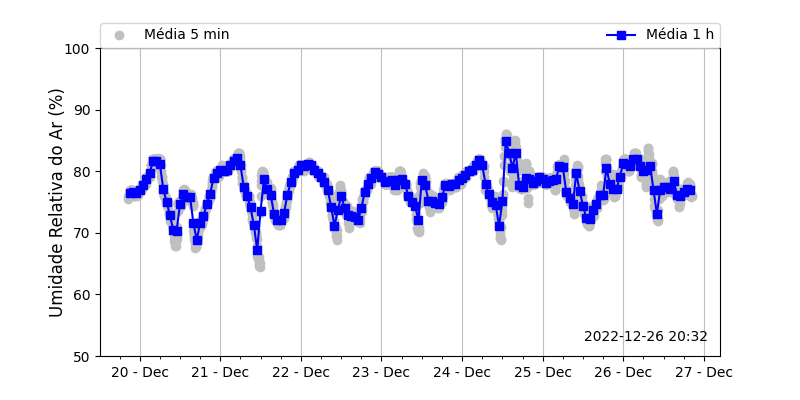 Média 5 min
Média 1 h
Umidade Relativa do Ar (%)
100
90
80
70
60
50
2022-12-26 20:32
20 - Dec
21 - Dec
22 - Dec
23 - Dec
24 - Dec
25 - Dec
26 - Dec
27 - Dec